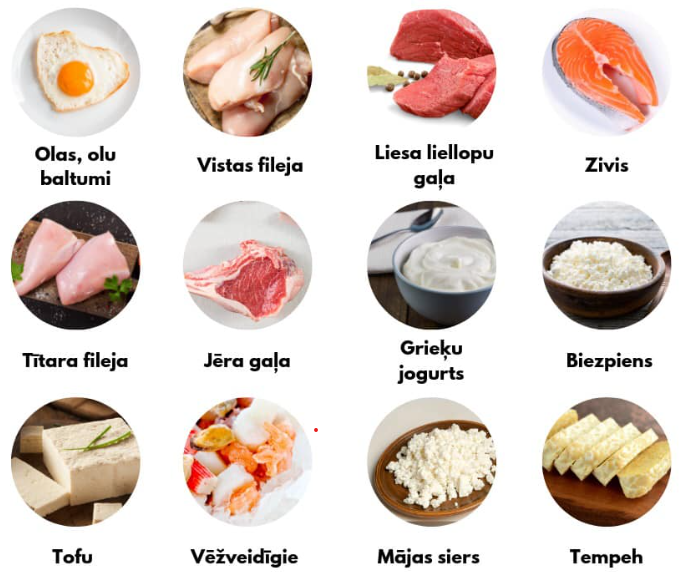 Olas, olu
baltumi
Vistas fileja
Liesa liellopu
gaļa
Zivis
Tītara fileja
Jēra gaļa
Grieķu
jogurts
Biezpiens
Tofu
Vēžveidīgie
Mājas siers
Tempeh